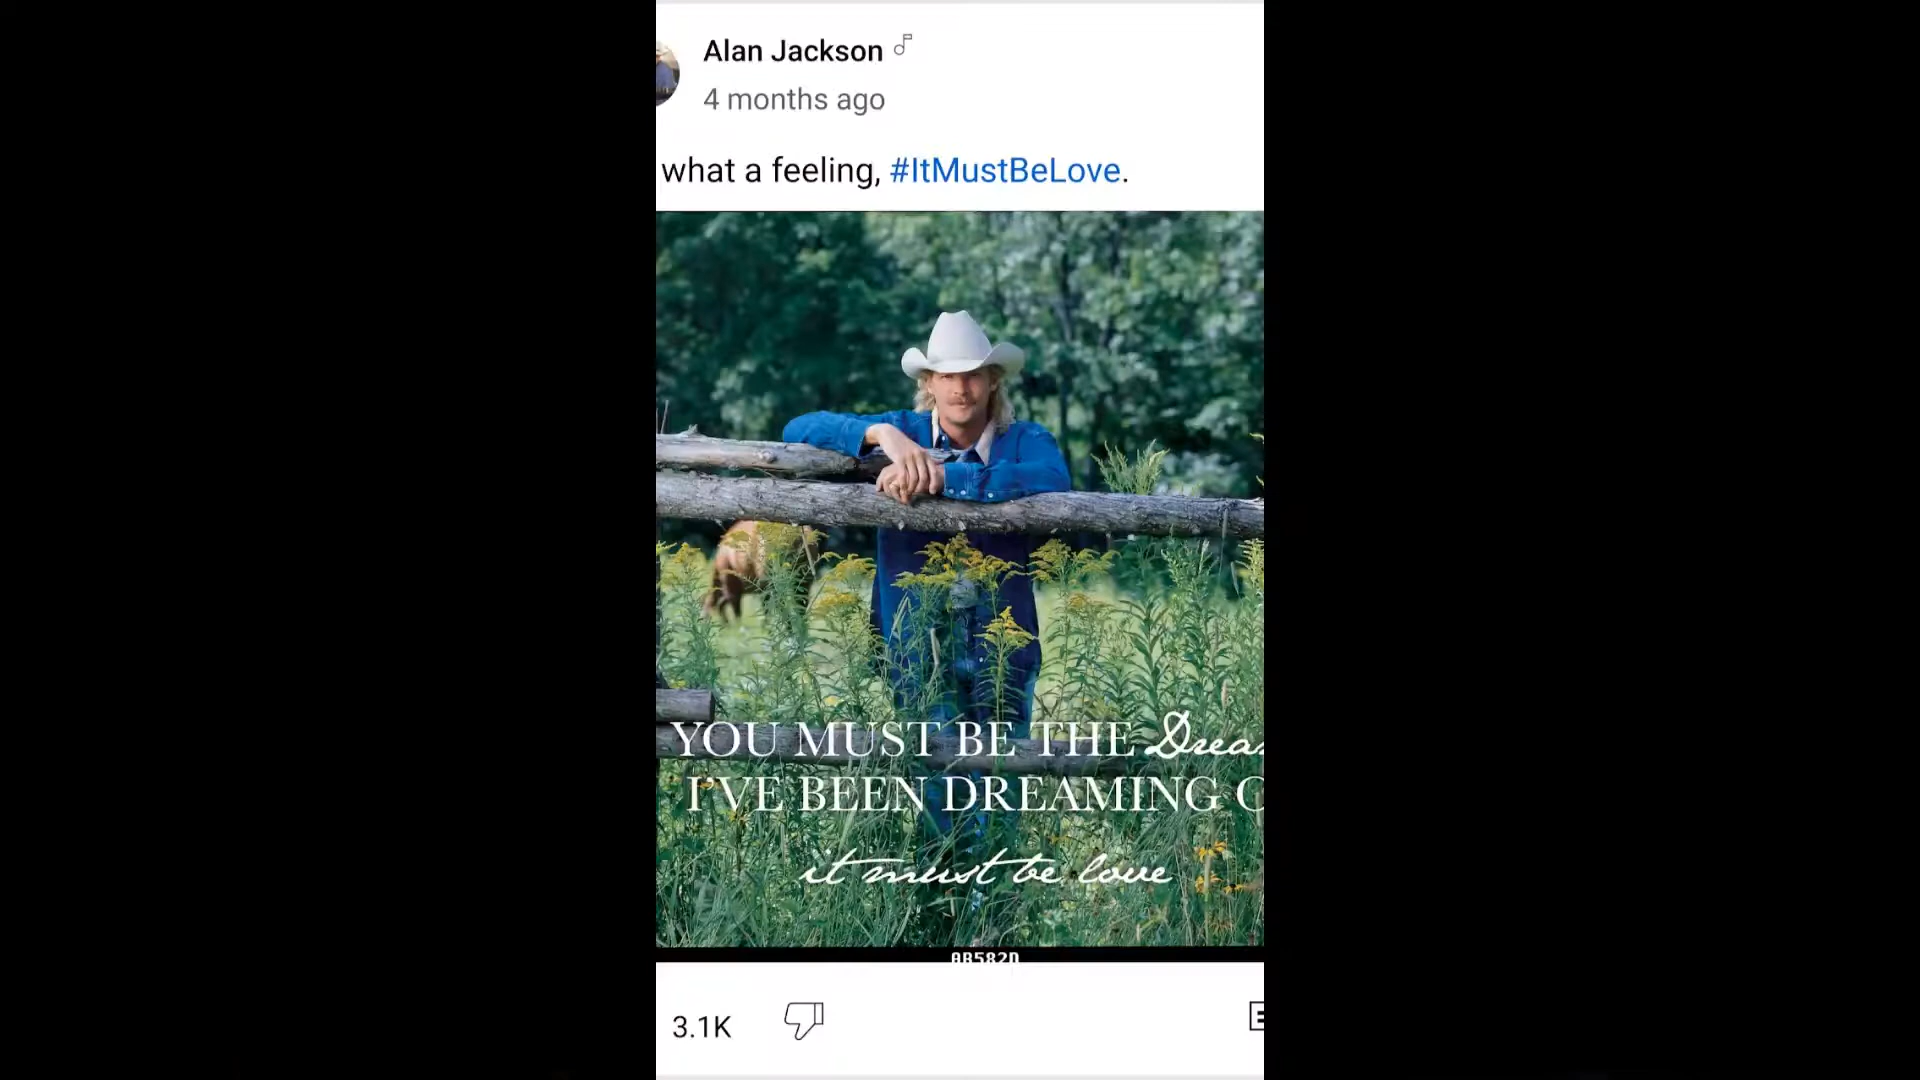 Alan Jackson
4 months ago
what a feeling, #ItMustBeLove.
YOU MUST BE THE
I'VE BEEN DREAMING
it must be love
3.1K